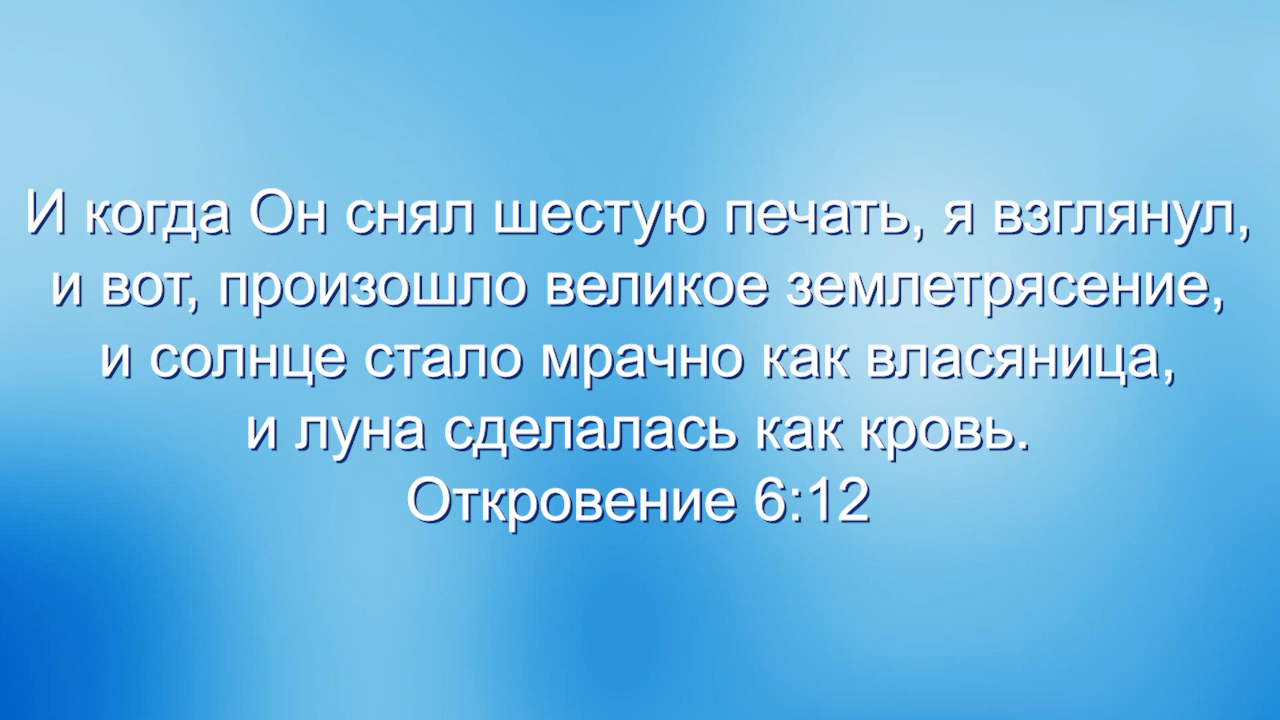 И когда Он снял шестую печать, я взглянул,
и вот, произошло великое землетрясение,
и солнце стало мрачно как власяница,
и луна сделалась как кровь.
Откровение 6:12